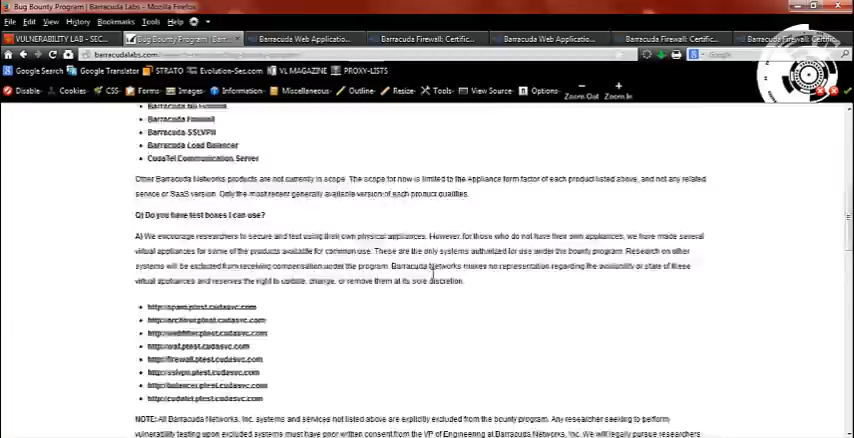 Bug Bounty Program | Barracuda Labs - Mozilla Firefox
File Edit View History Bookmarks Tools Help
VULNERABILITY LAB - SEC... Bug Bounty Program | Barra... Barracuda Web Applicatio... Barracuda Firewall: Certific... Barracuda Web Applicatio... Barracuda Firewall: Certific... Barracuda Firewall: Certific...
barracudalabs.com Google
Google Search Google Translator STRATO Evolution-Sec.com VL MAGAZINE PROXY-LISTS
Disable Cookies CSS Forms Images Information Miscellaneous Outline Resize Tools View Source Options Zoom Out Zoom In
Barracuda NG Firewall
Barracuda Firewall
Barracuda SSLVPN
Barracuda Load Balancer
CudaTel Communication Server
Other Barracuda Networks products are not currently in scope. The scope for now is limited to the Appliance form factor of each product listed above, and not any related
service or SaaS version. Only the most recent generally available version of each product qualifies.
Q) Do you have test boxes I can use?
A) We encourage researchers to secure and test using their own physical appliances. However, for those who do not have their own appliances, we have made several
virtual appliances for some of the products available for common use. These are the only systems authorized for use under the bounty program. Research on other
systems will be excluded from receiving compensation under the program. Barracuda Networks makes no representation regarding the availability or state of these
virtual appliances and reserves the right to update, change, or remove them at its sole discretion.
http://spam.ptest.cudasvc.com
http://archiver.ptest.cudasvc.com
http://webfilter.ptest.cudasvc.com
http://waf.ptest.cudasvc.com
http://firewall.ptest.cudasvc.com
http://sslvpn.ptest.cudasvc.com
http://balancer.ptest.cudasvc.com
http://cudatel.ptest.cudasvc.com
NOTE: All Barracuda Networks, Inc. systems and services not listed above are explicitly excluded from the bounty program. Any researcher seeking to perform
vulnerability testing upon excluded systems must have prior written consent from the VP of Engineering at Barracuda Networks, Inc. We will legally pursue researchers